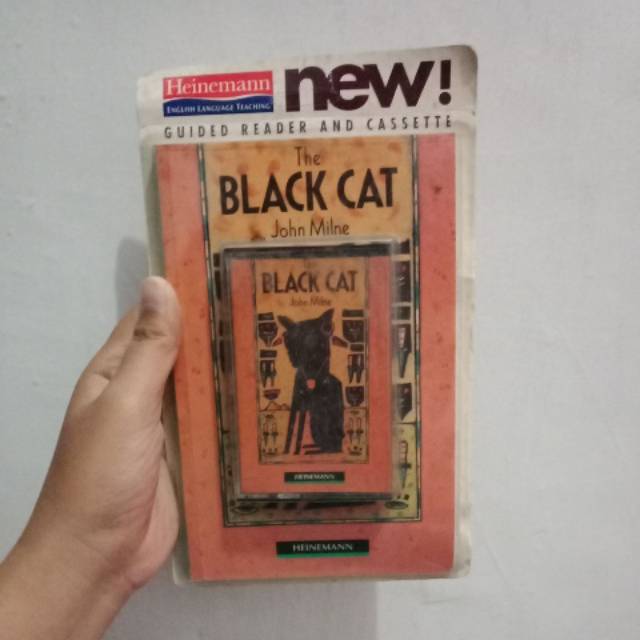 Heinemann
ENGLISH LANGUAGE TEACHING
new!
GUIDED READER AND CASSETTE
The
BLACK CAT
John Milne
The
BLACK CAT
John Milne
HEINEMANN
HEINEMANN